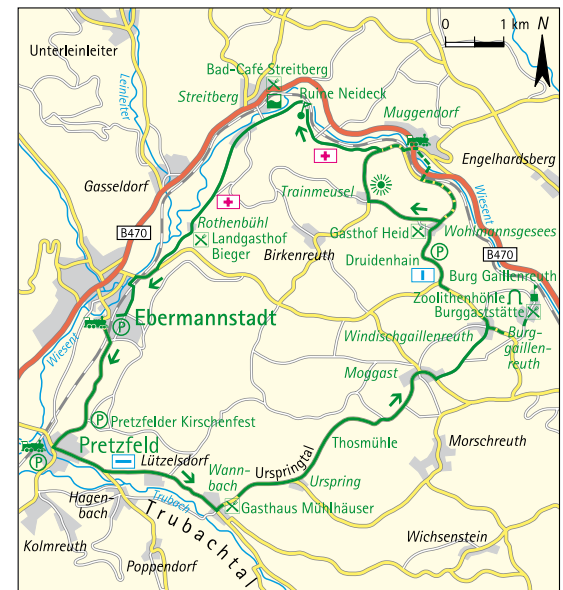 0 1 km N
Unterleinleiter
Leinleiter
Bad-Café Streitberg
Streitberg
Ruine Neideck
Muggendorf
Engelhardsberg
Gasseldorf
Trainmeusel
Wiesent
B470
Rothenbühl
Landgasthof
Bieger
Birkenreuth
Gasthof Heid
Wohlmannsgesees
Druidenhain
P
B470
Burg Gaillenreuth
Zoolithenhöhle
Burggaststätte
Burg-
gaillen-
reuth
Ebermannstadt
P
Wiesent
Windischgaillenreuth
Moggast
P Pretzfelder Kirschenfest
Pretzfeld
P
Lützelsdorf
Thosmühle
Morschreuth
Wann-
bach
Urspringtal
Urspring
Hagen-
bach
Trubach
Gasthaus Mühlhäuser
Trubachtal
Kolmreuth
Poppendorf
Wichsenstein